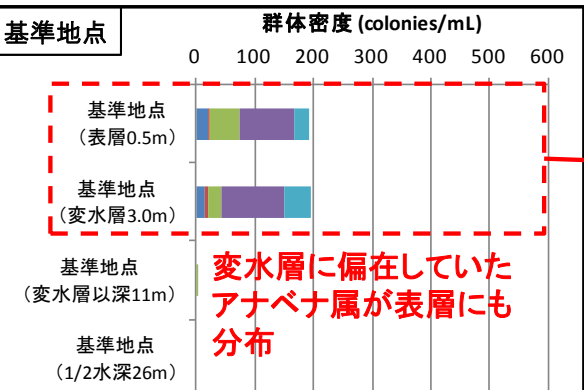 基準地点
群体密度 (colonies/mL)
0 100 200 300 400 500 600
基準地点
（表層0.5m）
基準地点
（変水層3.0m）
基準地点
（変水層以深11m）
基準地点
（1/2水深26m）
変水層に偏在していた
アナベナ属が表層にも
分布